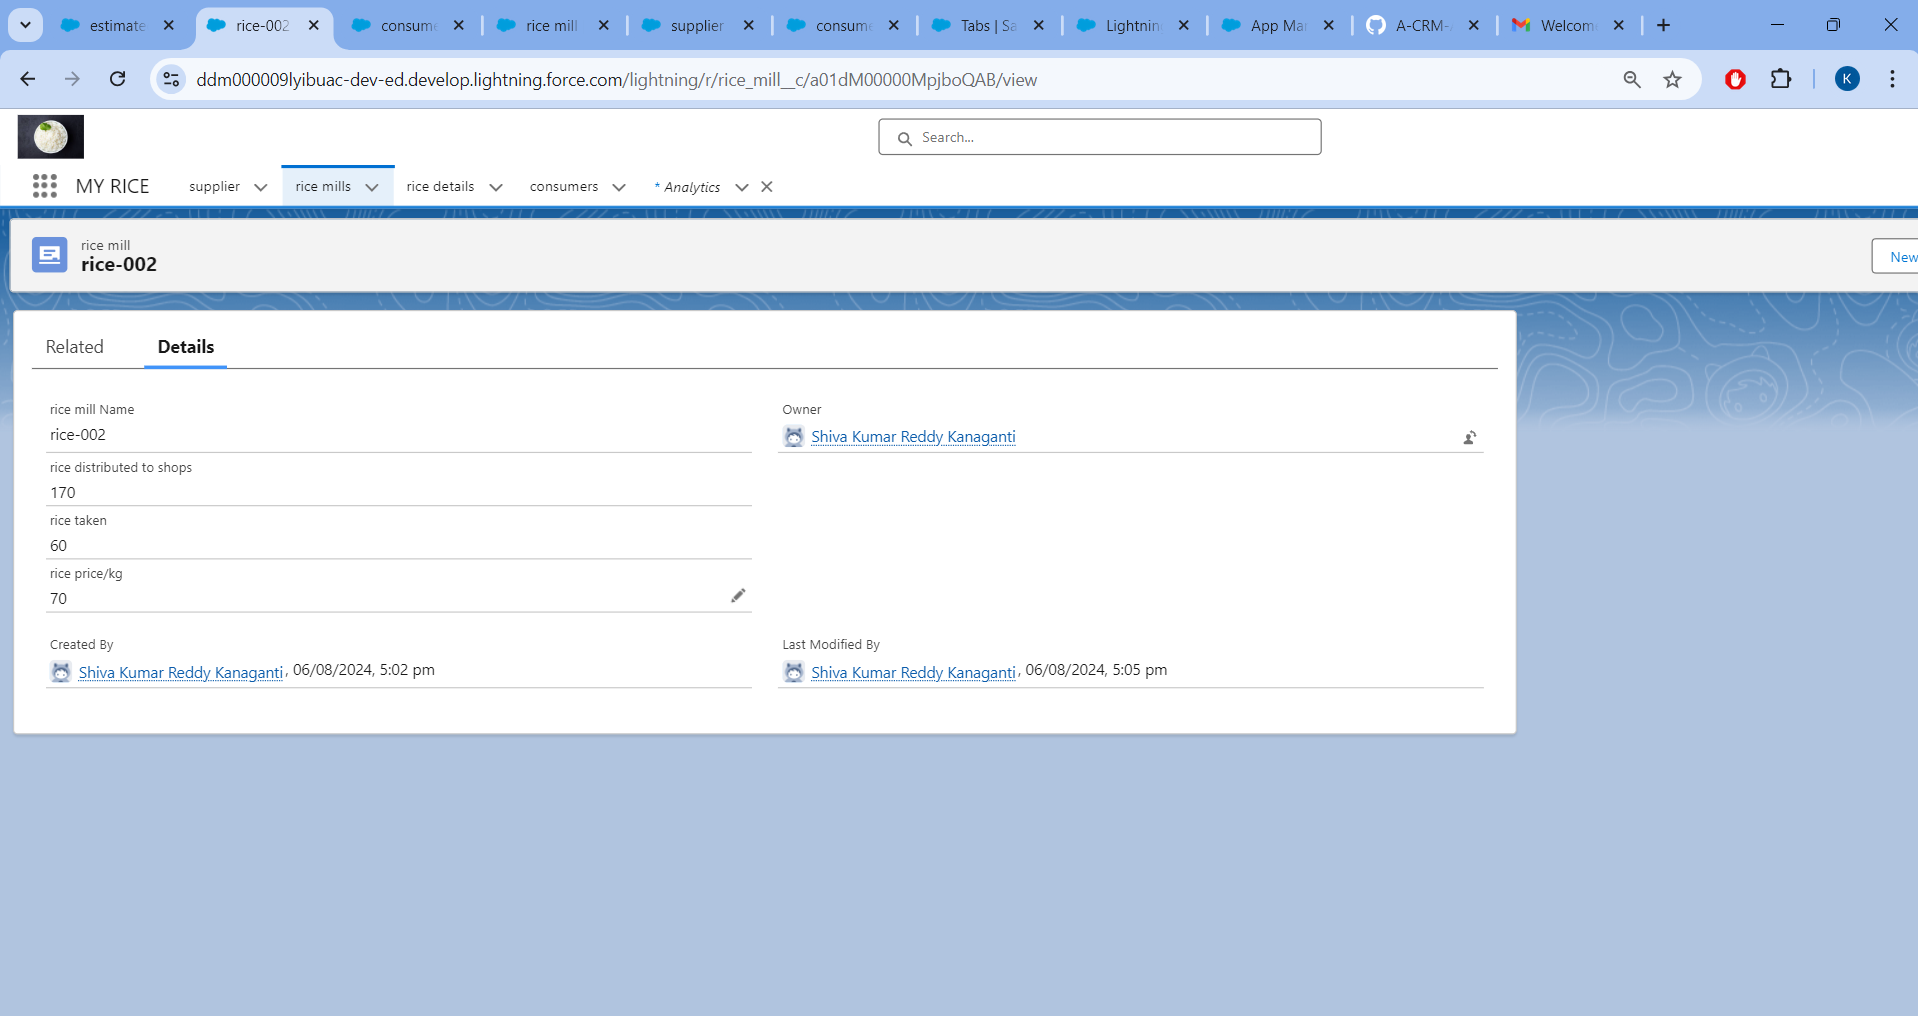 estimate
rice-002
consum
rice mill
supplier
consume
Tabs | Sa
Lightnin
App Mar
A-CRM-
Welcom
ddm000009lyibuac-dev-ed.develop.lightning.force.com/lightning/r/rice_mill__c/a01dM00000MpjboQAB/view
K
Search...
MY RICE
supplier
rice mills
rice details
consumers
* Analytics
rice mill
rice-002
New
Related
Details
rice mill Name
rice-002
Owner
Shiva Kumar Reddy Kanaganti
rice distributed to shops
170
rice taken
60
rice price/kg
70
Created By
Shiva Kumar Reddy Kanaganti, 06/08/2024, 5:02 pm
Last Modified By
Shiva Kumar Reddy Kanaganti, 06/08/2024, 5:05 pm